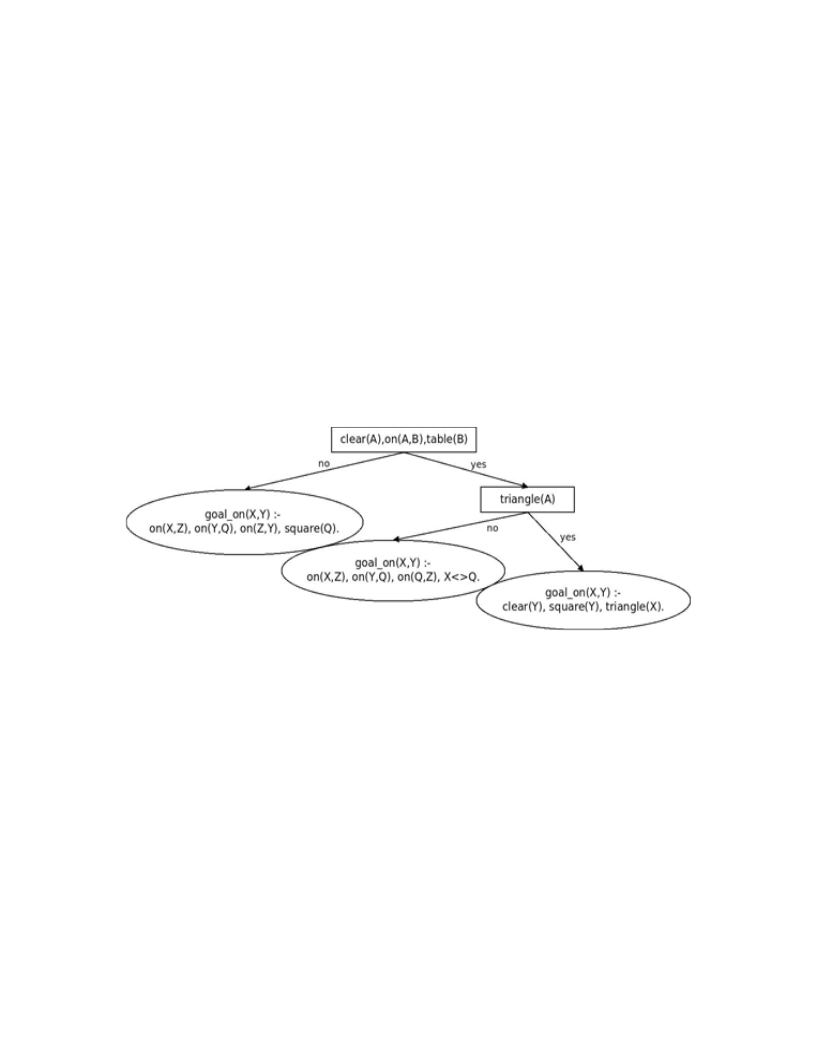 clear(A),on(A,B),table(B)
no
yes
triangle(A)
goal_on(X,Y) :-
on(X,Z), on(Y,Q), on(Z,Y), square(Q).
no
yes
goal_on(X,Y) :-
on(X,Z), on(Y,Q), on(Q,Z), X<>Q.
goal_on(X,Y) :-
clear(Y), square(Y), triangle(X).